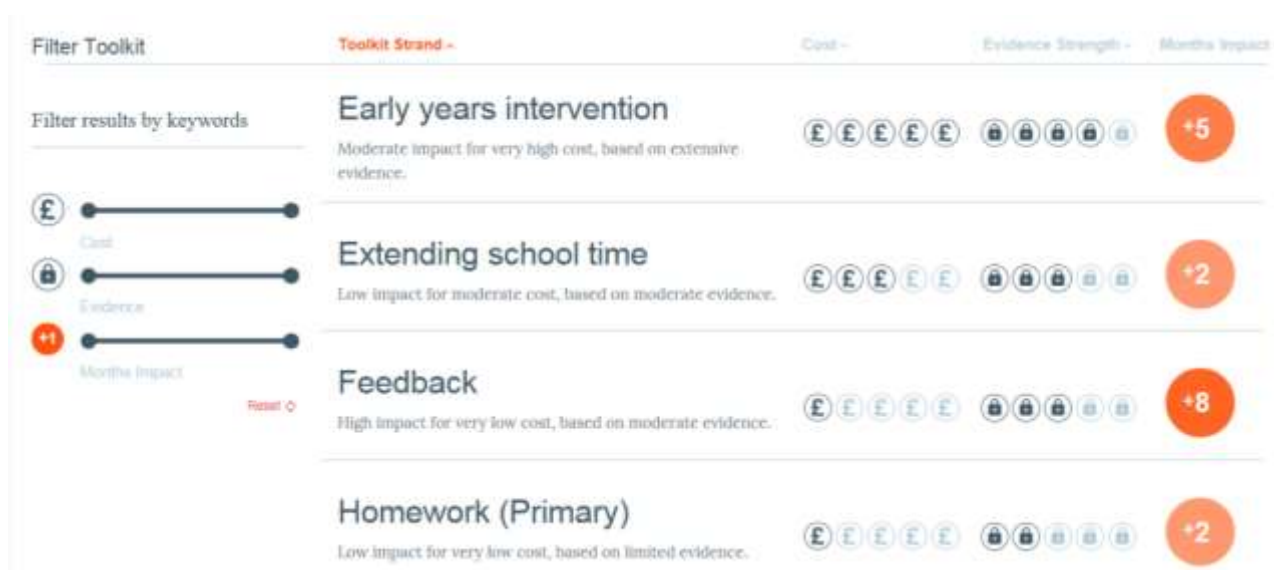 Filter Toolkit
Toolkit Strand
Cost
Evidence Strength
Months Impact
Filter results by keywords
£
Cost
Evidence
+1
Months Impact
Reset
Early years intervention
Moderate impact for very high cost, based on extensive
evidence.
£ £ £ £ £
+5
Extending school time
Low impact for moderate cost, based on moderate evidence.
£ £ £ £ £
+2
Feedback
High impact for very low cost, based on moderate evidence.
£ £ £ £ £
+8
Homework (Primary)
Low impact for very low cost, based on limited evidence.
£ £ £ £ £
+2